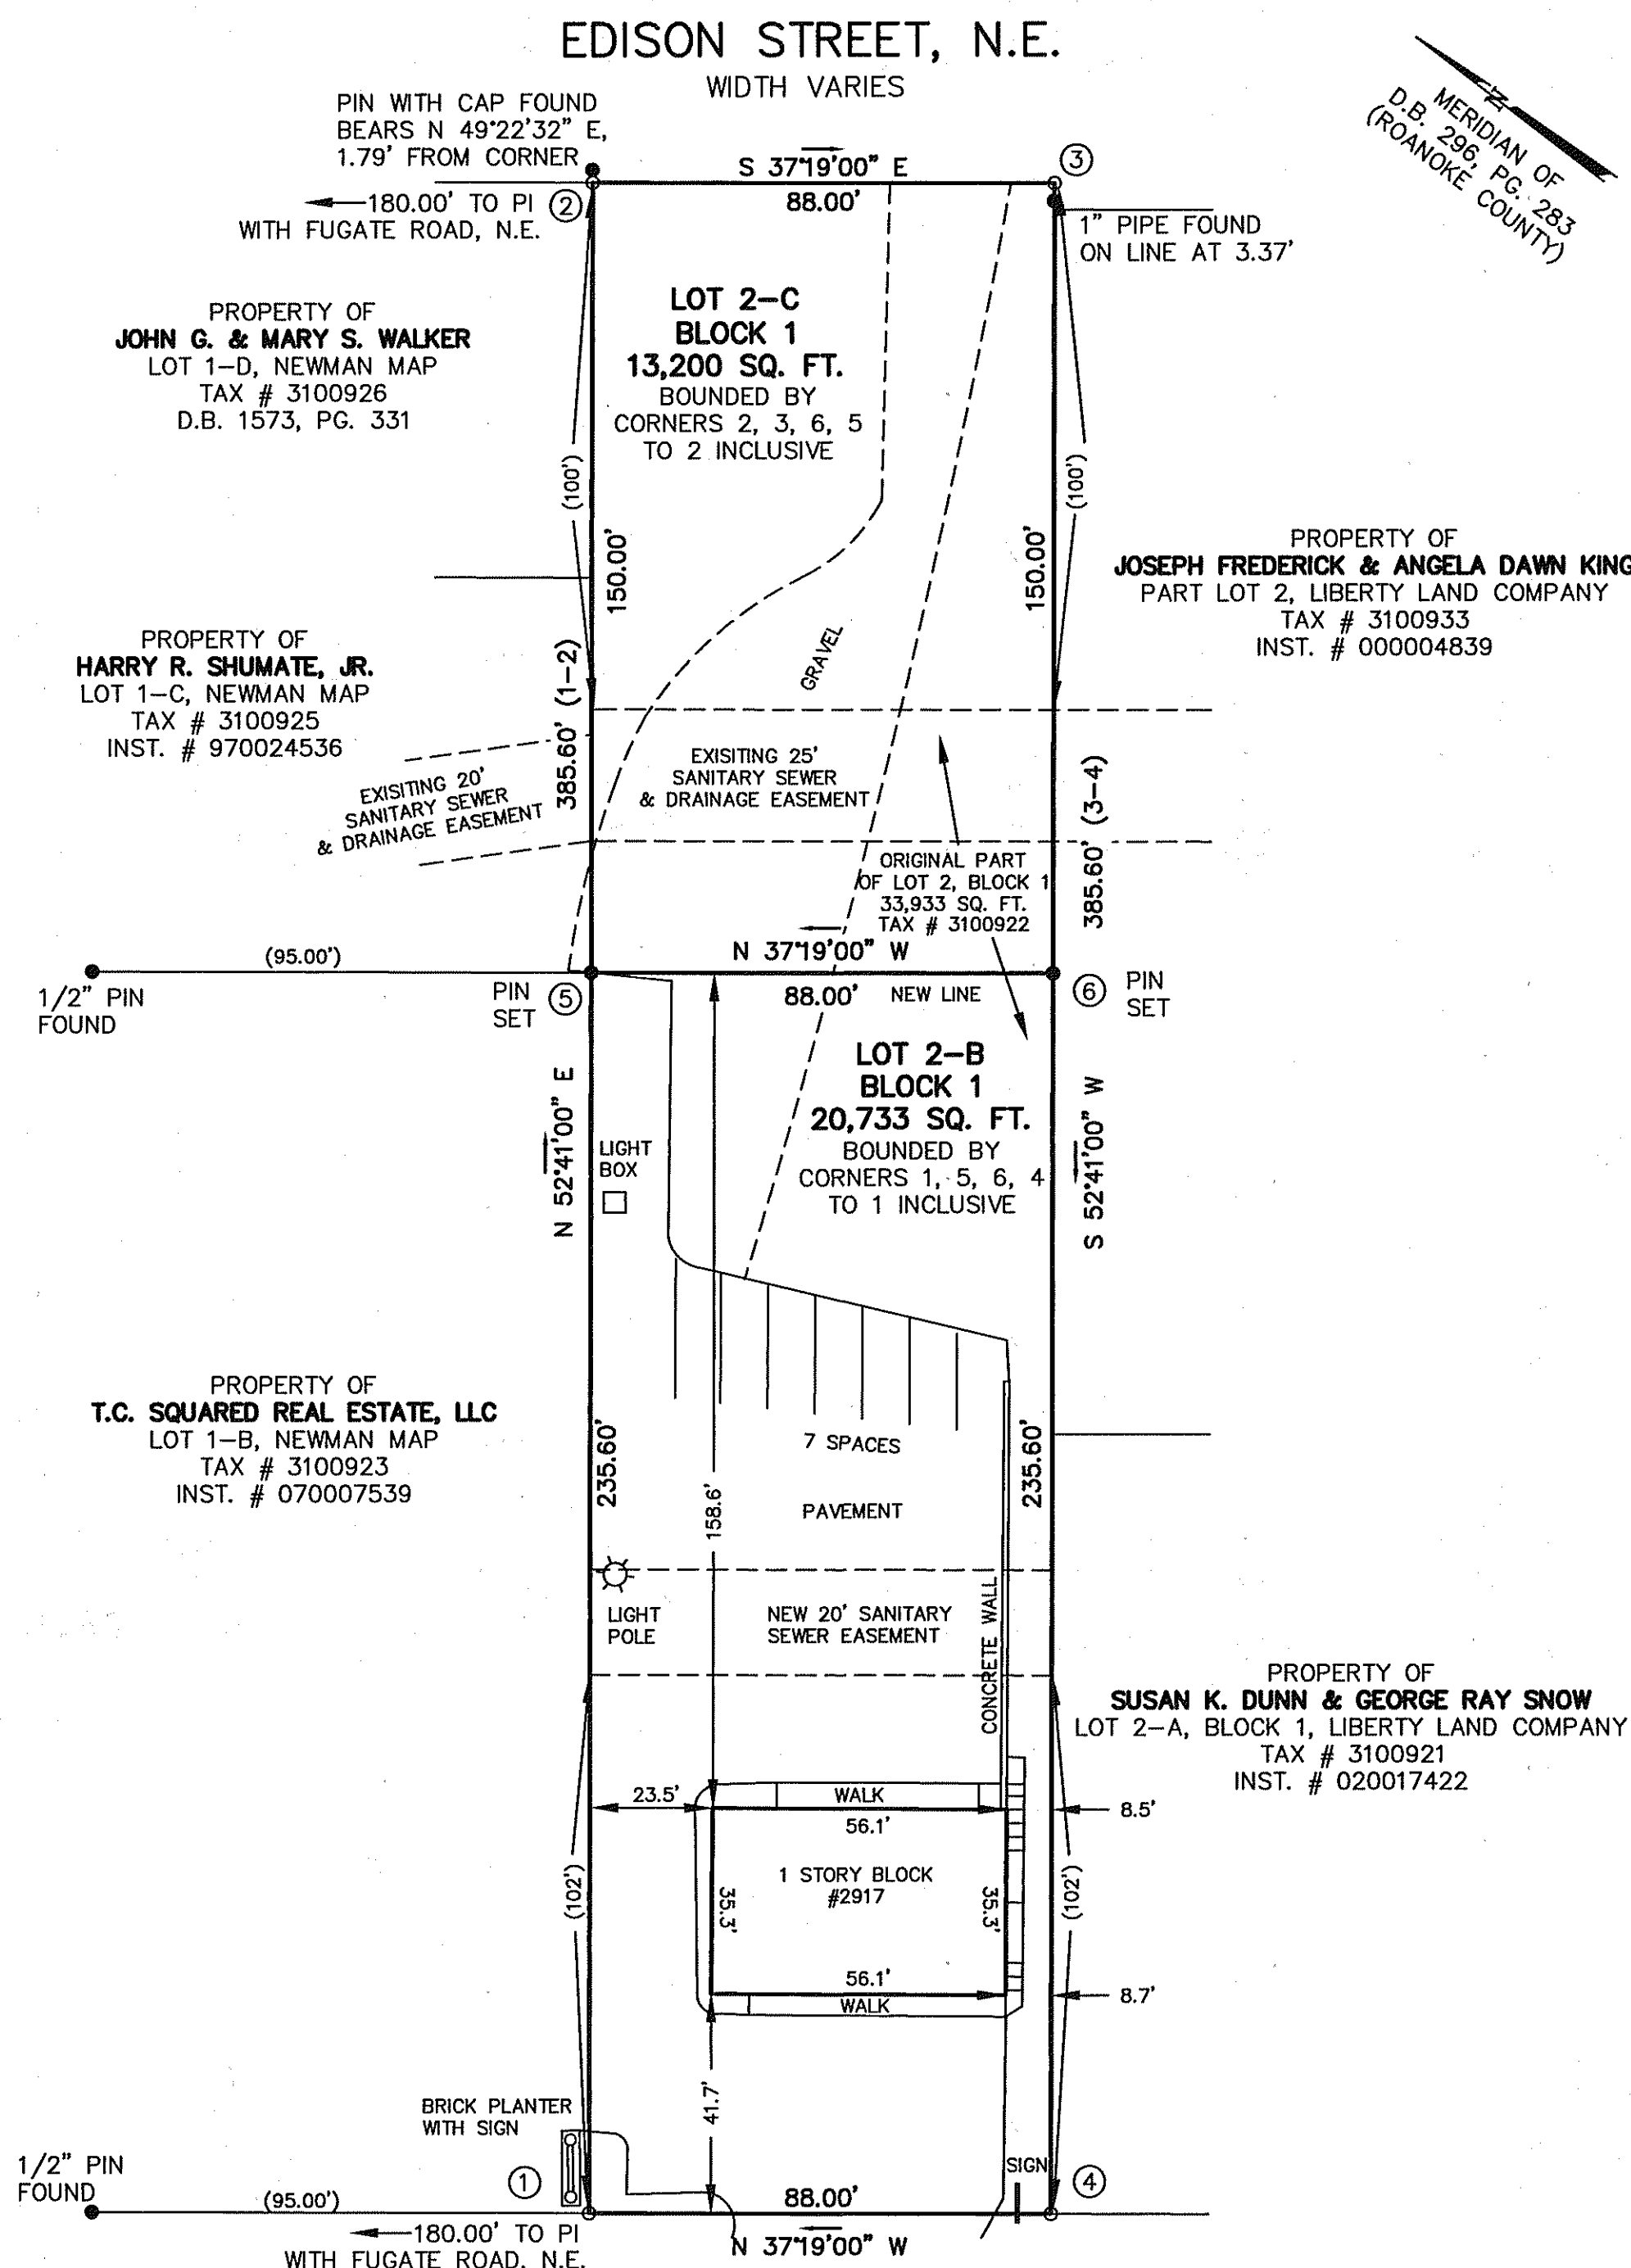 EDISON STREET, N.E.
WIDTH VARIES
PIN WITH CAP FOUND
BEARS N 49°22'32" E,
1.79' FROM CORNER
MERIDIAN OF
D.B. 296, PG. 283
(ROANOKE COUNTY)
N
S 37°19'00" E
88.00'
2
3
180.00' TO PI
WITH FUGATE ROAD, N.E.
1" PIPE FOUND
ON LINE AT 3.37'
PROPERTY OF
JOHN G. & MARY S. WALKER
LOT 1-D, NEWMAN MAP
TAX # 3100926
D.B. 1573, PG. 331
LOT 2-C
BLOCK 1
13,200 SQ. FT.
BOUNDED BY
CORNERS 2, 3, 6, 5
TO 2 INCLUSIVE
(100')
(100')
150.00'
150.00'
PROPERTY OF
JOSEPH FREDERICK & ANGELA DAWN KING
PART LOT 2, LIBERTY LAND COMPANY
TAX # 3100933
INST. # 000004839
PROPERTY OF
HARRY R. SHUMATE, JR.
LOT 1-C, NEWMAN MAP
TAX # 3100925
INST. # 970024536
GRAVEL
385.60' (1-2)
385.60' (3-4)
EXISITING 20'
SANITARY SEWER
& DRAINAGE EASEMENT
EXISITING 25'
SANITARY SEWER
& DRAINAGE EASEMENT
ORIGINAL PART
OF LOT 2, BLOCK 1
33,933 SQ. FT.
TAX # 3100922
(95.00')
N 37°19'00" W
88.00'
NEW LINE
1/2" PIN
FOUND
PIN
SET
5
6
PIN
SET
LOT 2-B
BLOCK 1
20,733 SQ. FT.
BOUNDED BY
CORNERS 1, 5, 6, 4
TO 1 INCLUSIVE
N 52°41'00" E
S 52°41'00" W
LIGHT
BOX
PROPERTY OF
T.C. SQUARED REAL ESTATE, LLC
LOT 1-B, NEWMAN MAP
TAX # 3100923
INST. # 070007539
235.60'
235.60'
7 SPACES
158.6'
PAVEMENT
LIGHT
POLE
NEW 20' SANITARY
SEWER EASEMENT
CONCRETE WALL
PROPERTY OF
SUSAN K. DUNN & GEORGE RAY SNOW
LOT 2-A, BLOCK 1, LIBERTY LAND COMPANY
TAX # 3100921
INST. # 020017422
23.5'
WALK
56.1'
8.5'
1 STORY BLOCK
#2917
35.3'
35.3'
(102')
(102')
56.1'
WALK
8.7'
41.7'
BRICK PLANTER
WITH SIGN
SIGN
1/2" PIN
FOUND
1
4
(95.00')
88.00'
180.00' TO PI
WITH FUGATE ROAD, N.E.
N 37°19'00" W